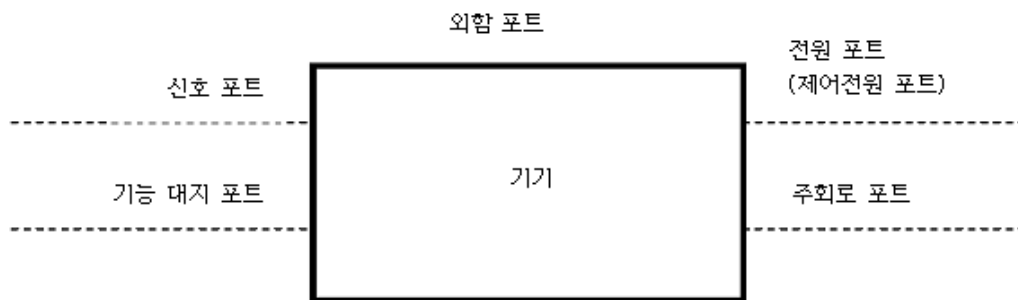 외함 포트
전원 포트
(제어전원 포트)
신호 포트
기기
기능 대지 포트
주회로 포트